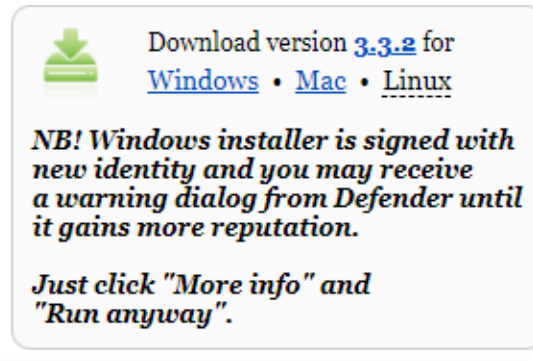 Download version 3.3.2 for
Windows • Mac • Linux
NB! Windows installer is signed with
new identity and you may receive
a warning dialog from Defender until
it gains more reputation.
Just click "More info" and
"Run anyway".